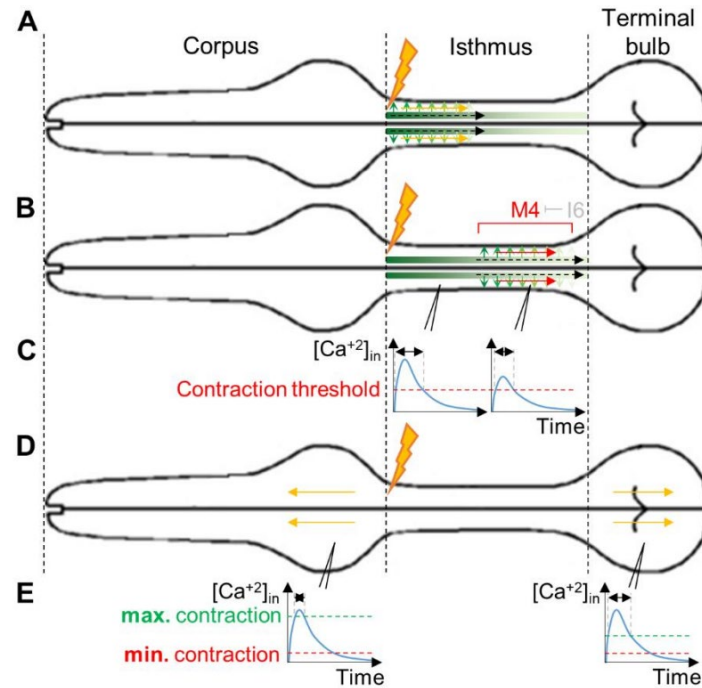 A
Corpus
Isthmus
Terminal
bulb
B
M4 ⊢ I6
C
[Ca⁺²]in
Contraction threshold
Time
D
E
[Ca⁺²]in
max. contraction
min. contraction
Time
[Ca⁺²]in
Time